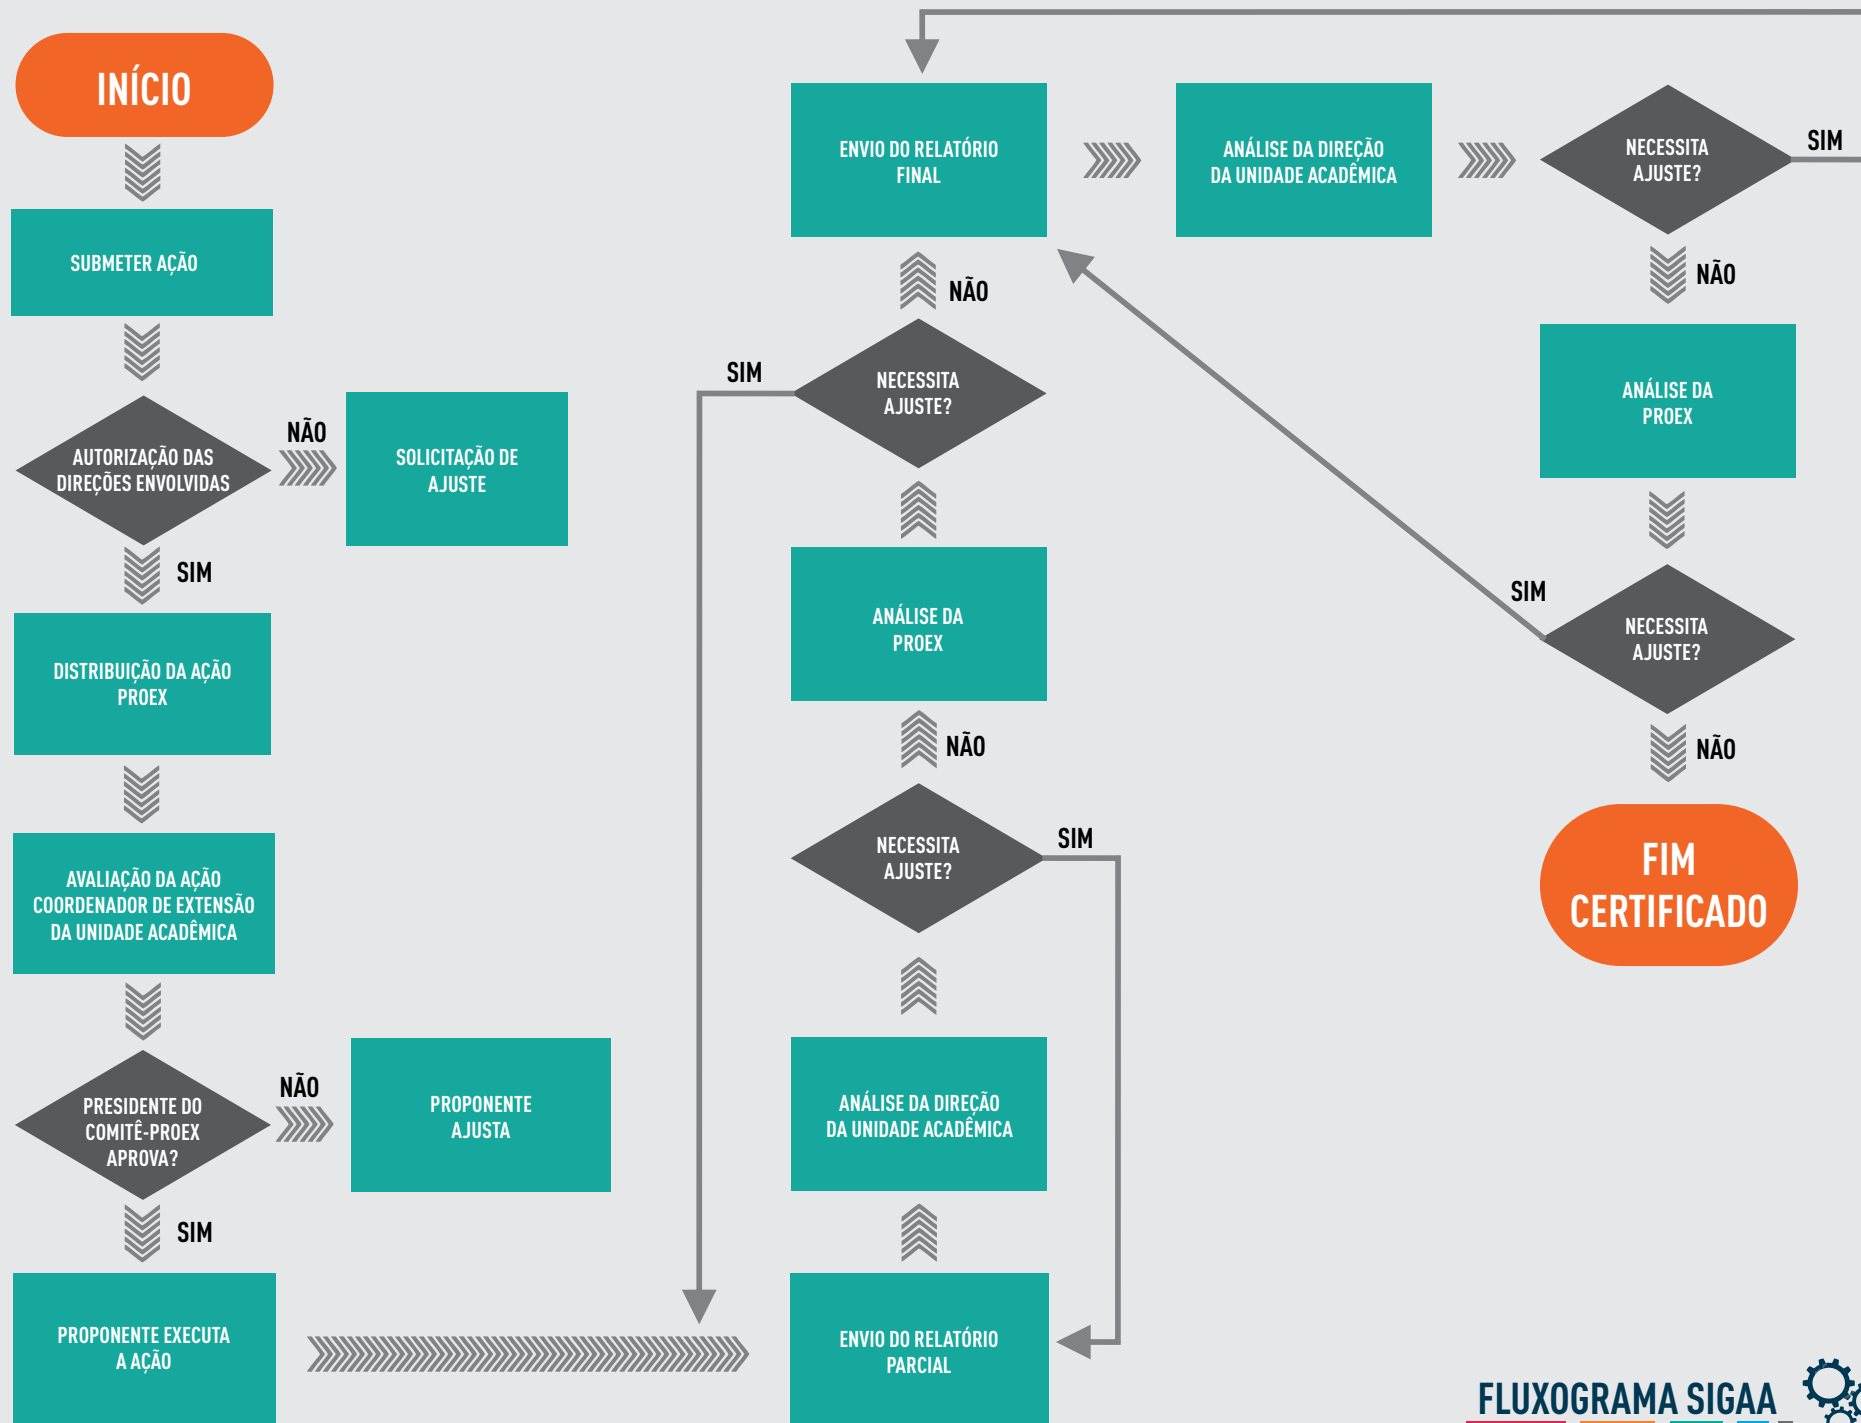 INÍCIO
SUBMETER AÇÃO
AUTORIZAÇÃO DAS
DIREÇÕES ENVOLVIDAS
NÃO
SOLICITAÇÃO DE
AJUSTE
SIM
DISTRIBUIÇÃO DA AÇÃO
PROEX
AVALIAÇÃO DA AÇÃO
COORDENADOR DE EXTENSÃO
DA UNIDADE ACADÊMICA
PRESIDENTE DO
COMITÊ-PROEX
APROVA?
NÃO
PROPONENTE
AJUSTA
SIM
PROPONENTE EXECUTA
A AÇÃO
ENVIO DO RELATÓRIO
PARCIAL
ANÁLISE DA DIREÇÃO
DA UNIDADE ACADÊMICA
NECESSITA
AJUSTE?
SIM
NÃO
ANÁLISE DA
PROEX
NECESSITA
AJUSTE?
SIM
NÃO
ENVIO DO RELATÓRIO
FINAL
ANÁLISE DA DIREÇÃO
DA UNIDADE ACADÊMICA
NECESSITA
AJUSTE?
SIM
NÃO
ANÁLISE DA
PROEX
NECESSITA
AJUSTE?
SIM
NÃO
FIM
CERTIFICADO
FLUXOGRAMA SIGAA